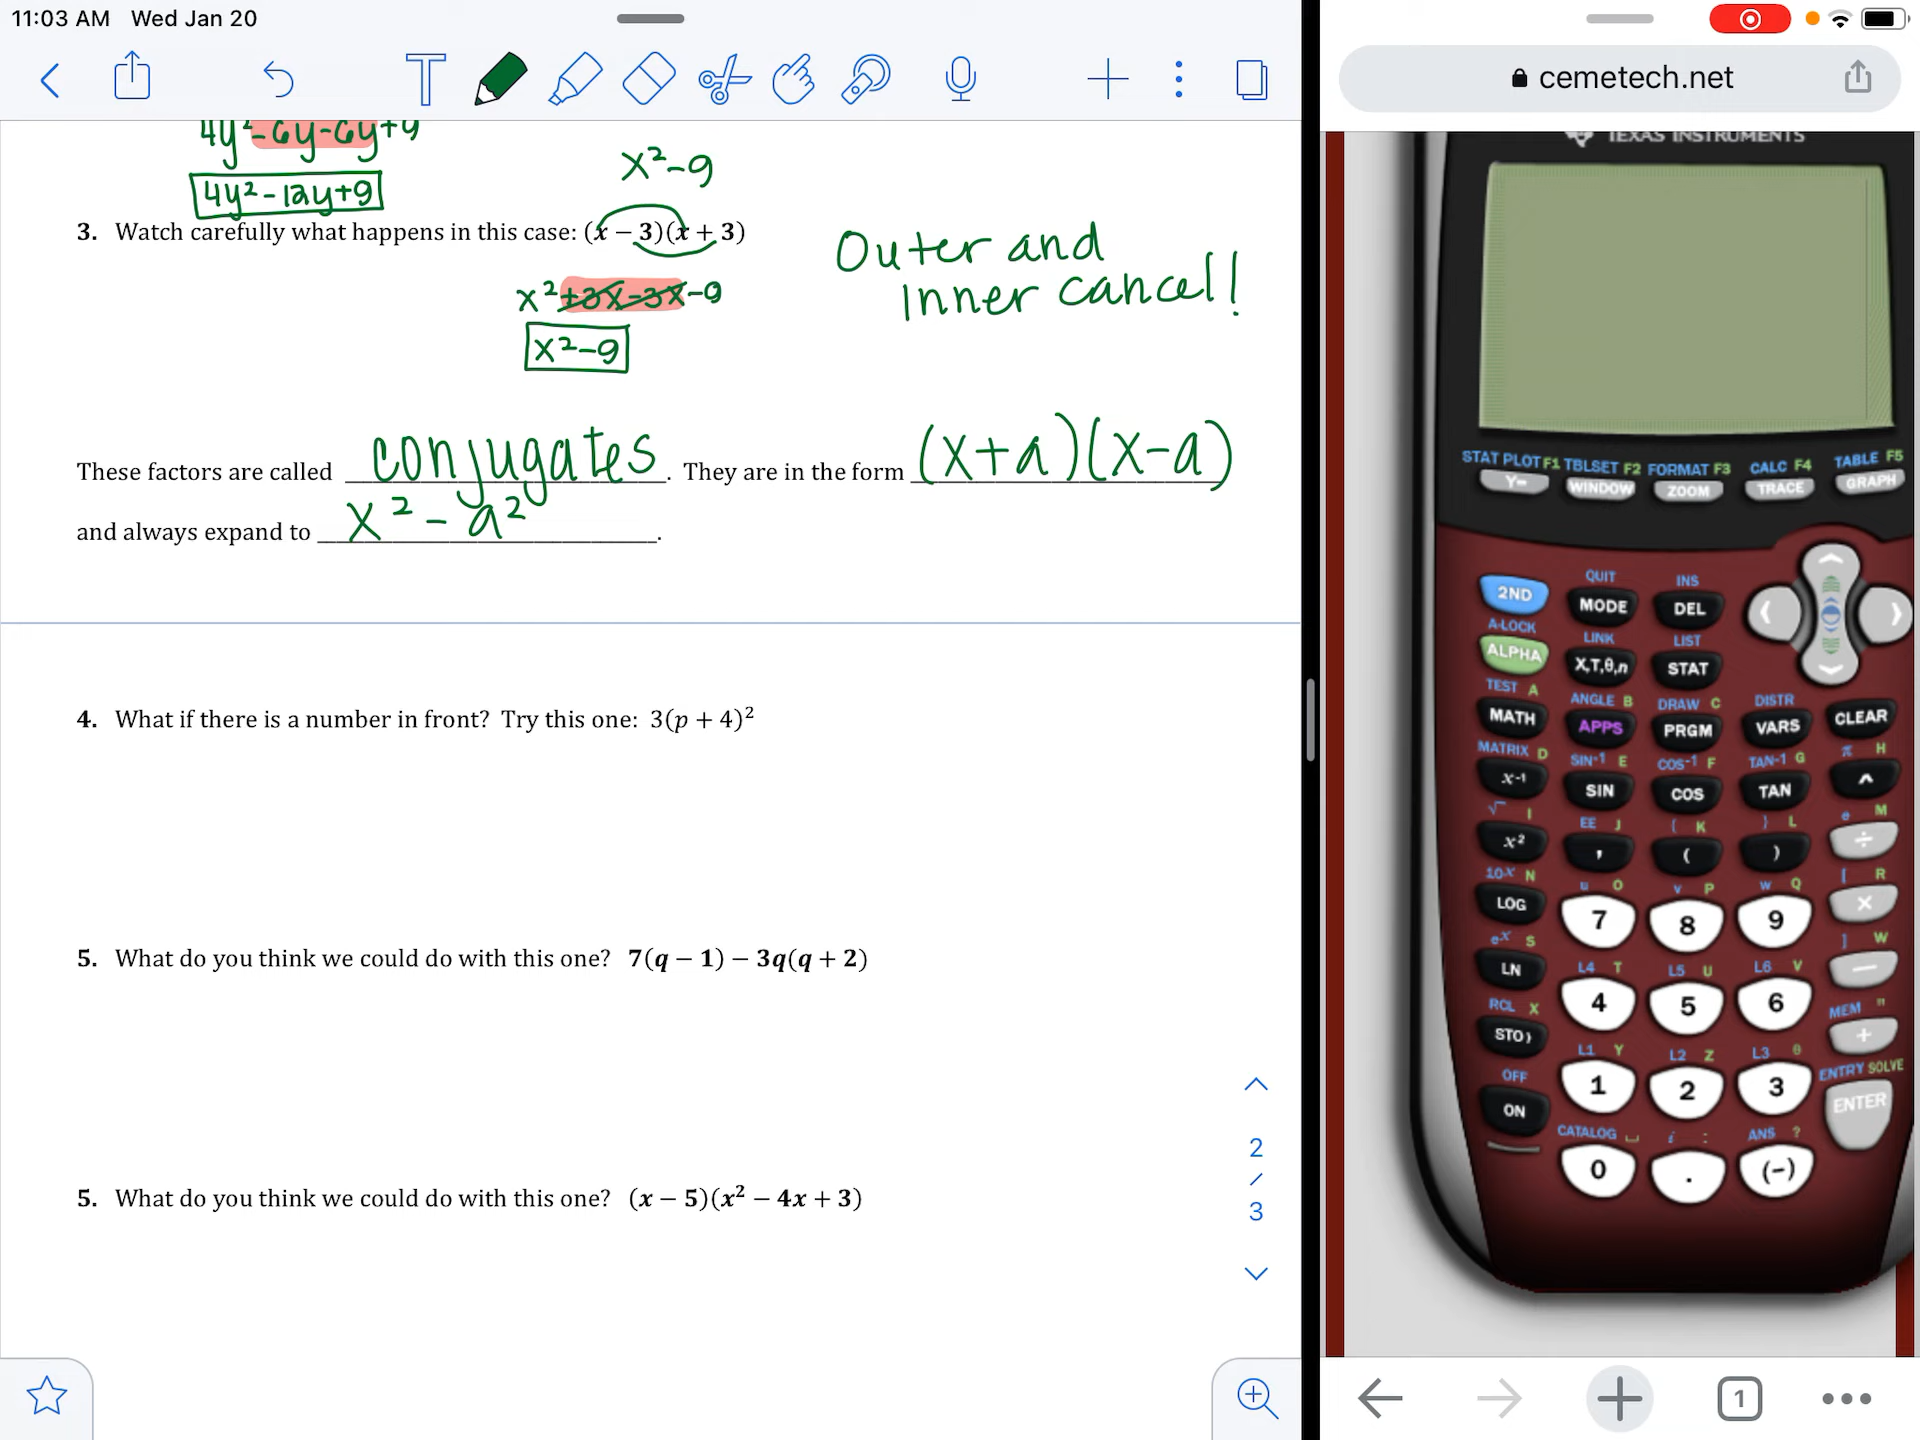 11:03 AM Wed Jan 20
cemetech.net
4y²-6y-6y+9
4y²-12y+9
x²-9
3. Watch carefully what happens in this case: (x − 3)(x + 3)
x²+3x-3x-9
x²-9
Outer and
inner cancel!
These factors are called conjugates. They are in the form (x+a)(x-a)
and always expand to x²-a².
4. What if there is a number in front? Try this one: 3(p + 4)²
5. What do you think we could do with this one? 7(q − 1) − 3q(q + 2)
5. What do you think we could do with this one? (x − 5)(x² − 4x + 3)
2
/
3
TEXAS INSTRUMENTS
STAT PLOT F1 TBLSET F2 FORMAT F3 CALC F4 TABLE F5
Y= WINDOW ZOOM TRACE GRAPH
QUIT INS
2ND MODE DEL
A-LOCK LINK LIST
ALPHA X,T,θ,n STAT
TEST A ANGLE B DRAW C DISTR
MATH APPS PRGM VARS CLEAR
MATRIX D SIN⁻¹ E COS⁻¹ F TAN-1 G π H
x⁻¹ SIN COS TAN ^
√ I EE J { K } L e M
x² , ( ) ÷
10ˣ N u O v P w Q [ R
LOG 7 8 9 ×
eˣ S L4 T L5 U L6 V ] W
LN 4 5 6 −
RCL X L1 Y L2 Z L3 θ MEM "
STO⟩ 1 2 3 +
OFF CATALOG ⎵ i : ANS ? ENTRY SOLVE
ON 0 . (−) ENTER
1